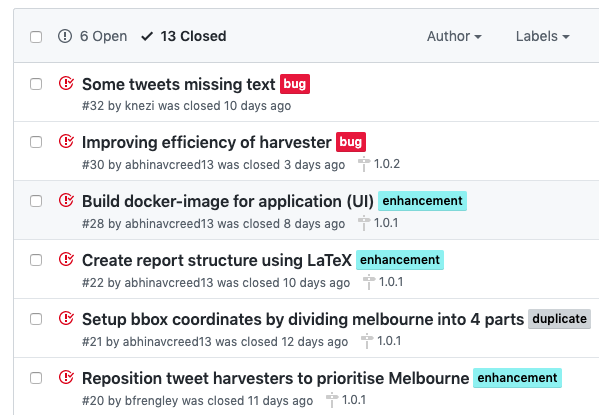 6 Open 13 Closed Author Labels
Some tweets missing text bug
#32 by knezi was closed 10 days ago
Improving efficiency of harvester bug
#30 by abhinavcreed13 was closed 3 days ago 1.0.2
Build docker-image for application (UI) enhancement
#28 by abhinavcreed13 was closed 8 days ago 1.0.1
Create report structure using LaTeX enhancement
#22 by abhinavcreed13 was closed 10 days ago 1.0.1
Setup bbox coordinates by dividing melbourne into 4 parts duplicate
#21 by abhinavcreed13 was closed 12 days ago 1.0.1
Reposition tweet harvesters to prioritise Melbourne enhancement
#20 by bfrengley was closed 11 days ago 1.0.1